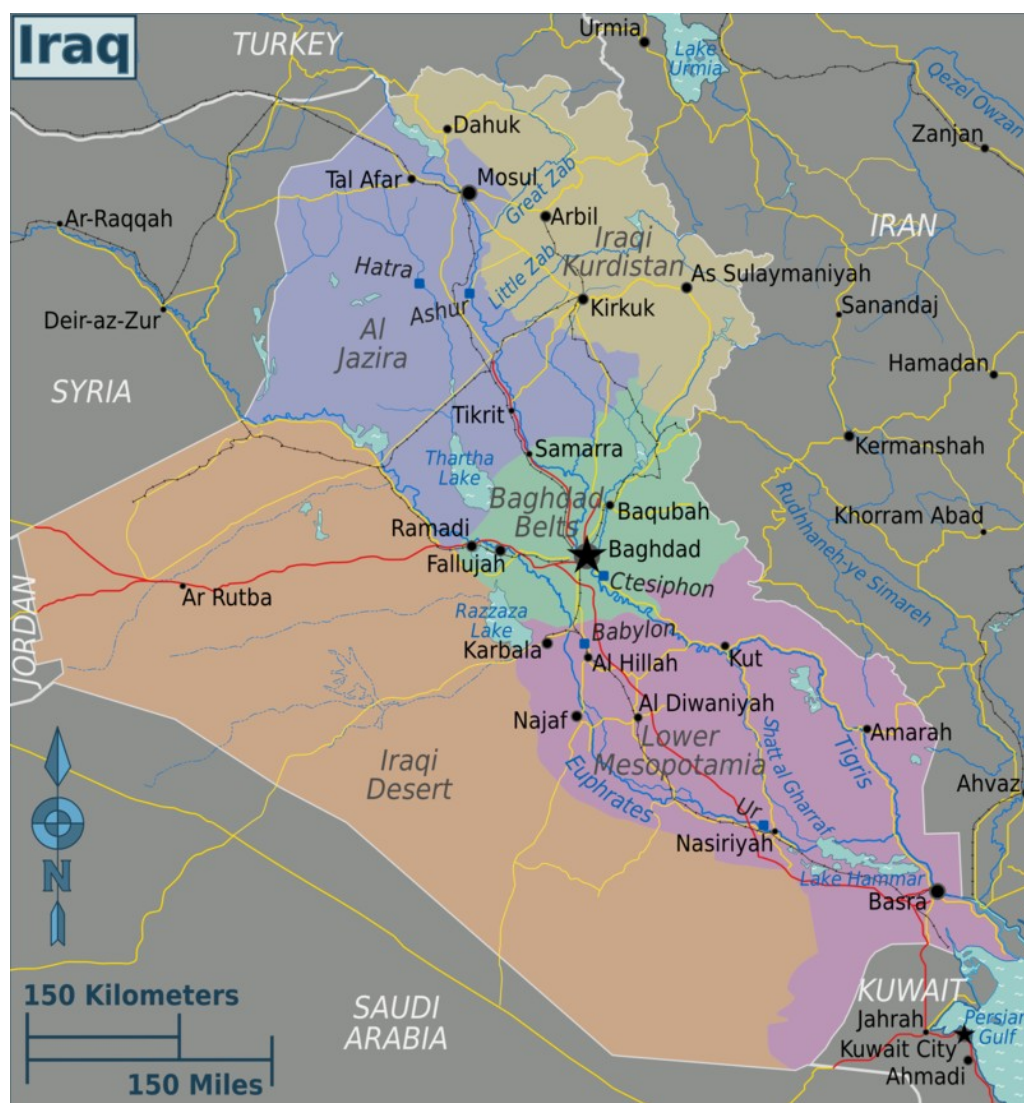 Iraq
TURKEY
Urmia
Lake
Urmia
Qezel Owzan
Zanjan
Dahuk
Tal Afar
Mosul
Great Zab
Ar-Raqqah
Arbil
IRAN
Iraqi
Kurdistan
Hatra
Little Zab
As Sulaymaniyah
Ashur
Kirkuk
Sanandaj
Deir-az-Zur
Al
Jazira
Hamadan
SYRIA
Tikrit
Samarra
Kermanshah
Thartha
Lake
Baghdad
Belts
Baqubah
Rudhhaneh-ye Simareh
Khorram Abad
Ramadi
Fallujah
Baghdad
Ctesiphon
Ar Rutba
JORDAN
Razzaza
Lake
Babylon
Karbala
Al Hillah
Kut
Najaf
Al Diwaniyah
Amarah
Lower
Mesopotamia
Shatt al Gharraf
Tigris
Iraqi
Desert
Euphrates
Ahvaz
Ur
Nasiriyah
N
Lake Hammar
Basra
150 Kilometers
150 Miles
SAUDI
ARABIA
KUWAIT
Jahrah
Persian
Gulf
Kuwait City
Ahmadi